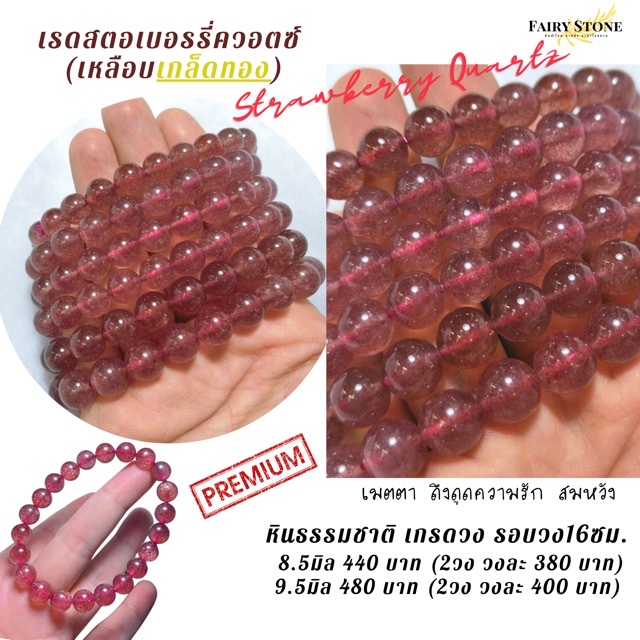 เรดสตอเบอรรี่ควอตซ์
(เหลือบเกล็ดทอง)
FAIRY STONE
Strawberry Quartz
PREMIUM
เมตตา ดึงดูดความรัก สมหวัง
หินธรรมชาติ เกรดวง รอบวง16ซม.
8.5มิล 440 บาท (2วง วงละ 380 บาท)
9.5มิล 480 บาท (2วง วงละ 400 บาท)